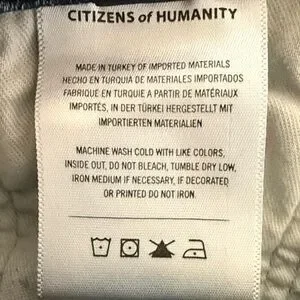 CITIZENS of HUMANITY
MADE IN TURKEY OF IMPORTED MATERIALS
HECHO EN TURQUIA DE MATERIALES IMPORTADOS
FABRIQUE EN TURQUIA A PARTIR DE MATÉRIAUX
IMPORTÉS, IN DER TÜRKEI HERGESTELLT MIT
IMPORTIERTEN MATERIALIEN
MACHINE WASH COLD WITH LIKE COLORS,
INSIDE OUT, DO NOT BLEACH, TUMBLE DRY LOW,
IRON MEDIUM IF NECESSARY, IF DECORATED
OR PRINTED DO NOT IRON